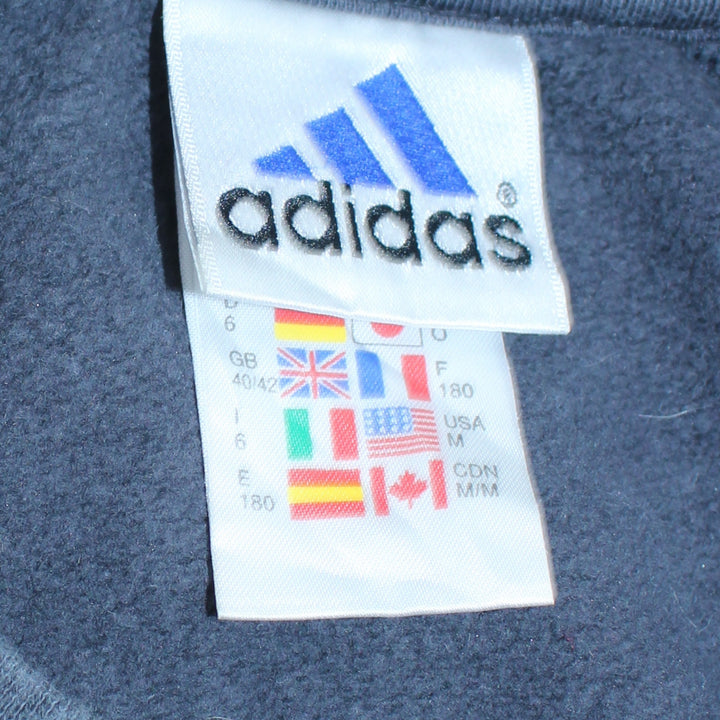 adidas®
D
6
O
GB
40/42
F
180
I
6
USA
M
E
180
CDN
M/M